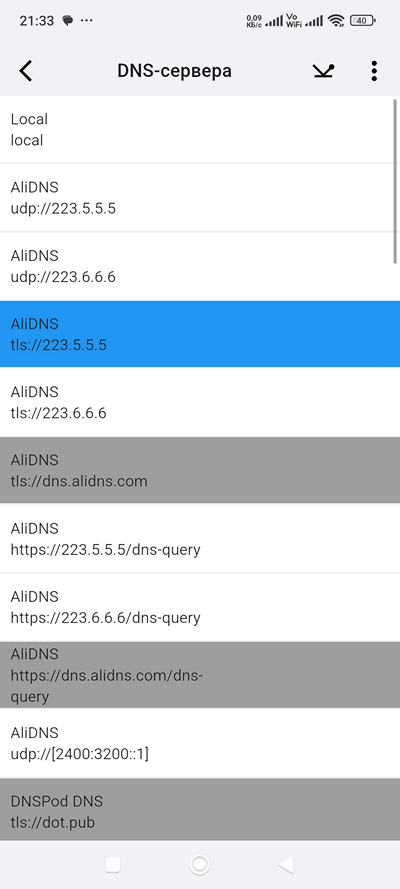 21:33
0,09
КБ/с
Vo
WiFi
40
DNS-сервера
Local
local
AliDNS
udp://223.5.5.5
AliDNS
udp://223.6.6.6
AliDNS
tls://223.5.5.5
AliDNS
tls://223.6.6.6
AliDNS
tls://dns.alidns.com
AliDNS
https://223.5.5.5/dns-query
AliDNS
https://223.6.6.6/dns-query
AliDNS
https://dns.alidns.com/dns-
query
AliDNS
udp://[2400:3200::1]
DNSPod DNS
tls://dot.pub